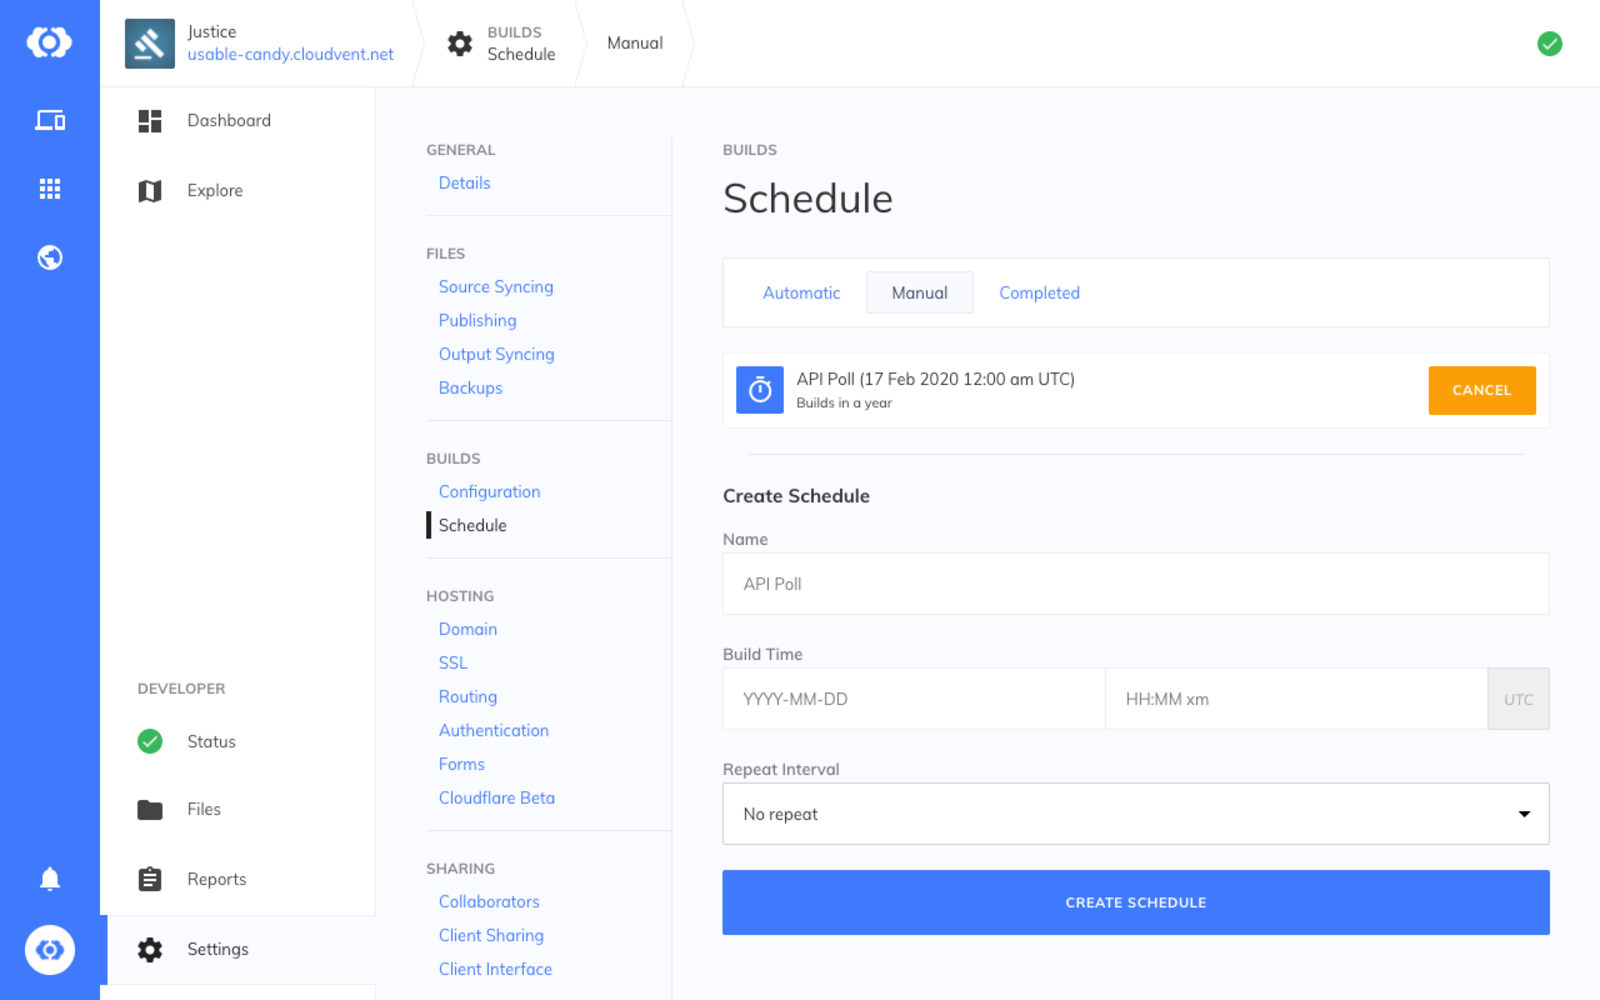 Justice
usable-candy.cloudvent.net
BUILDS
Schedule
Manual
Dashboard
Explore
DEVELOPER
Status
Files
Reports
Settings
GENERAL
Details
FILES
Source Syncing
Publishing
Output Syncing
Backups
BUILDS
Configuration
Schedule
HOSTING
Domain
SSL
Routing
Authentication
Forms
Cloudflare Beta
SHARING
Collaborators
Client Sharing
Client Interface
BUILDS
Schedule
Automatic Manual Completed
API Poll (17 Feb 2020 12:00 am UTC)
Builds in a year
CANCEL
Create Schedule
Name
API Poll
Build Time
YYYY-MM-DD HH:MM xm UTC
Repeat Interval
No repeat
CREATE SCHEDULE